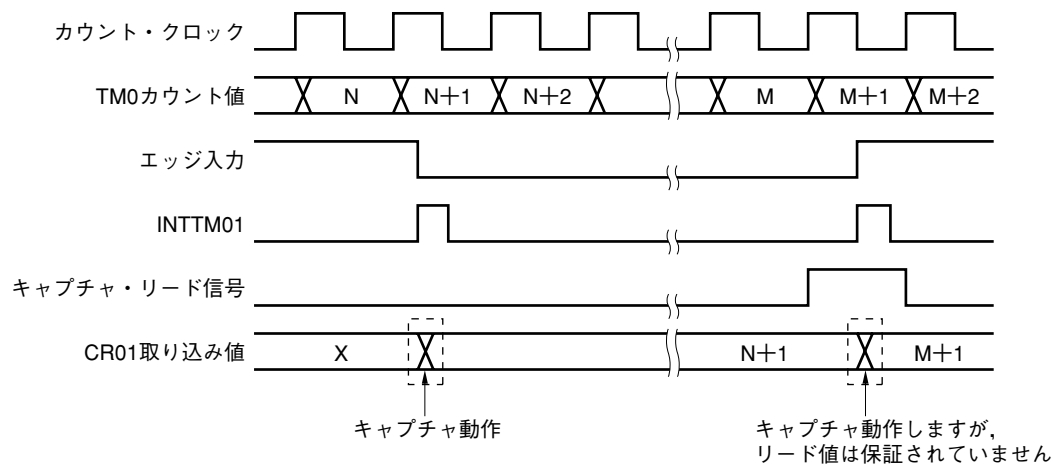 カウント・クロック
TM0カウント値 N N＋1 N＋2 M M＋1 M＋2
エッジ入力
INTTM01
キャプチャ・リード信号
CR01取り込み値 X N＋1 M＋1
キャプチャ動作
キャプチャ動作しますが,
リード値は保証されていません